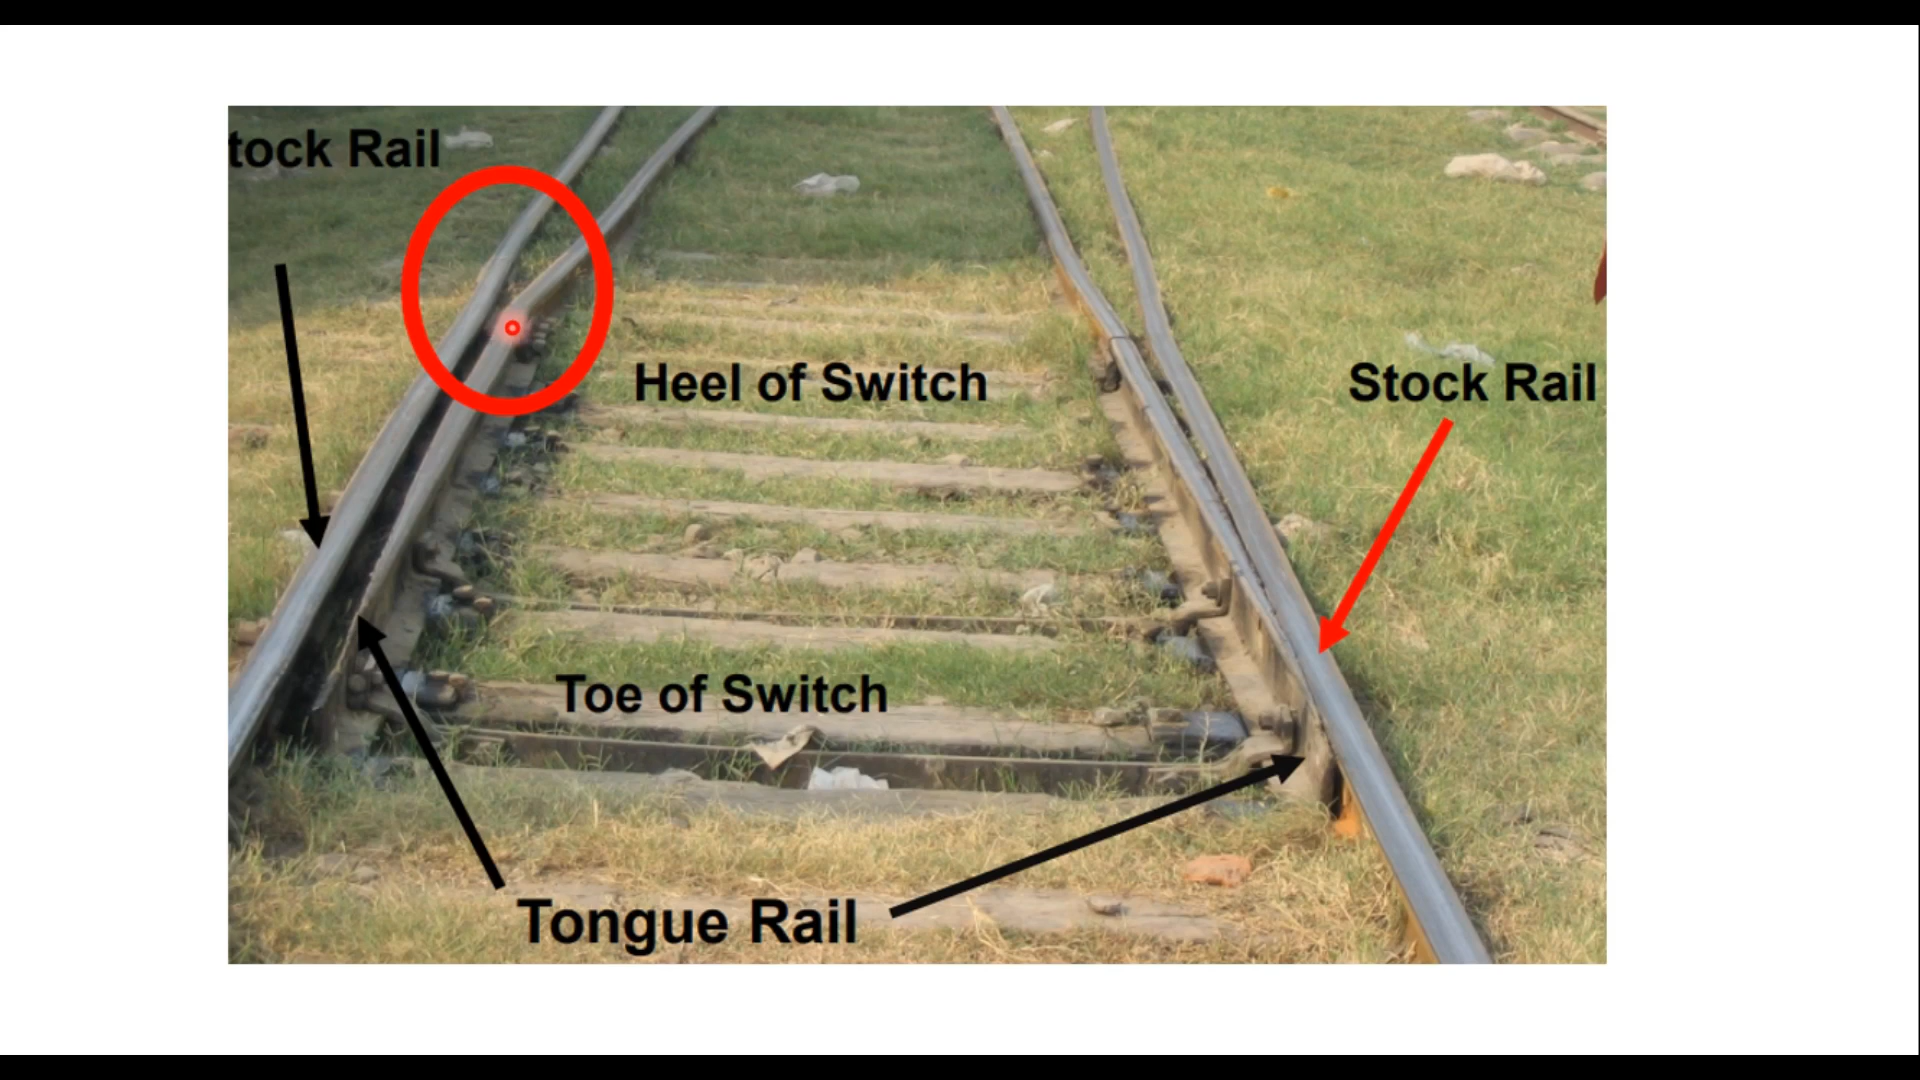 tock Rail
Heel of Switch
Stock Rail
Toe of Switch
Tongue Rail